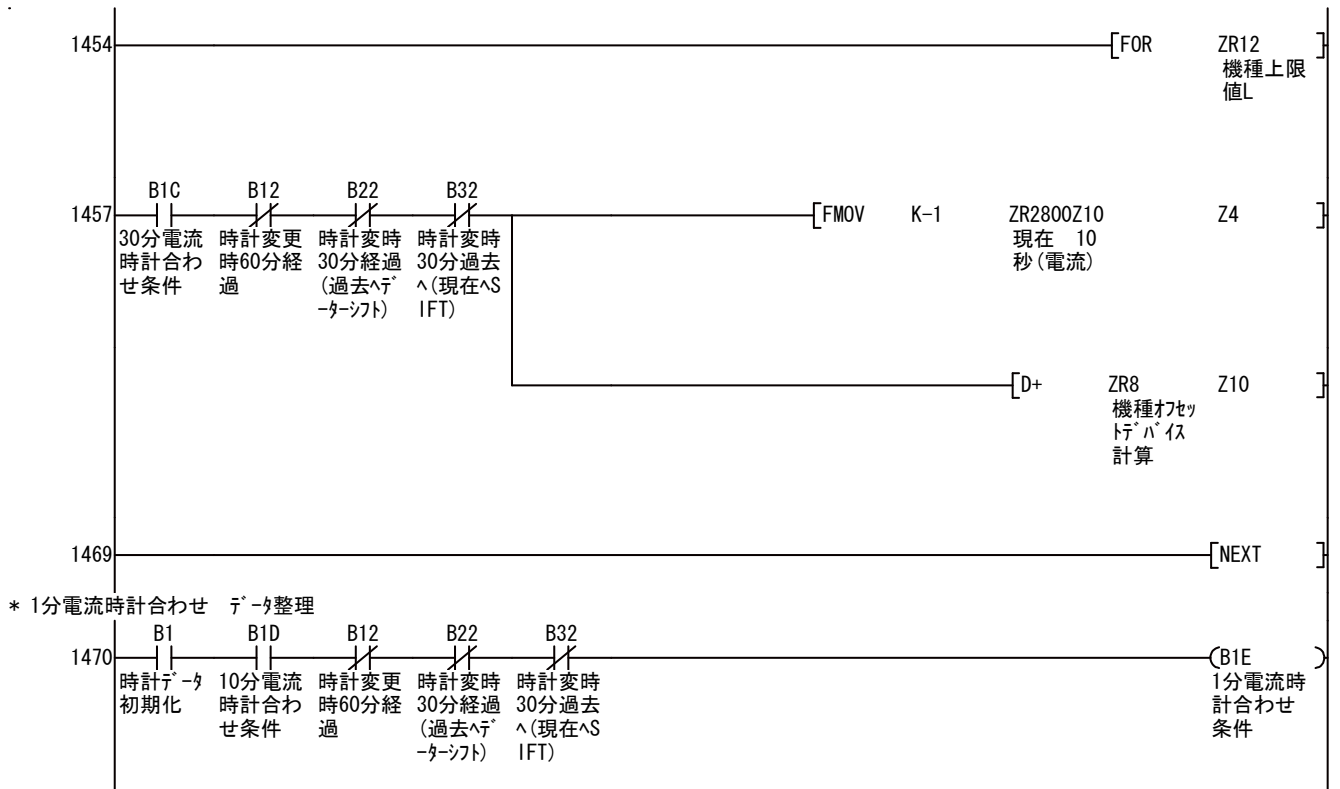 1454 [FOR ZR12 ]
機種上限
値L
B1C B12 B22 B32
1457 [FMOV K-1 ZR2800Z10 Z4 ]
30分電流 時計変更 時計変時 時計変時 現在 10
時計合わ 時60分経 30分経過 30分過去 秒(電流)
せ条件 過 (過去ﾍﾃﾞ ﾍ(現在ﾍS
ｰﾀｰｼﾌﾄ) IFT)
[D+ ZR8 Z10 ]
機種ｵﾌｾｯ
ﾄﾃﾞﾊﾞｲｽ
計算
1469 [NEXT ]
* 1分電流時計合わせ ﾃﾞｰﾀ整理
B1 B1D B12 B22 B32
1470 (B1E )
時計ﾃﾞｰﾀ 10分電流 時計変更 時計変時 時計変時 1分電流時
初期化 時計合わ 時60分経 30分経過 30分過去 計合わせ
せ条件 過 (過去ﾍﾃﾞ ﾍ(現在ﾍS 条件
ｰﾀｰｼﾌﾄ) IFT)